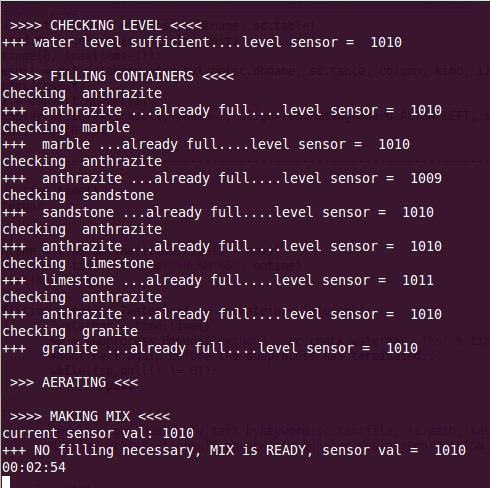 >>>> CHECKING LEVEL <<<<
+++ water level sufficient....level sensor =  1010
>>>> FILLING CONTAINERS <<<<
checking  anthrazite
+++  anthrazite ...already full....level sensor =  1010
checking  marble
+++  marble ...already full....level sensor =  1010
checking  anthrazite
+++  anthrazite ...already full....level sensor =  1009
checking  sandstone
+++  sandstone ...already full....level sensor =  1010
checking  anthrazite
+++  anthrazite ...already full....level sensor =  1010
checking  limestone
+++  limestone ...already full....level sensor =  1011
checking  anthrazite
+++  anthrazite ...already full....level sensor =  1010
checking  granite
+++  granite ...already full....level sensor =  1010
>>>> AERATING <<<
>>>> MAKING MIX <<<<
current sensor val: 1010
+++ NO filling necessary, MIX is READY, sensor val =  1010
00:02:54